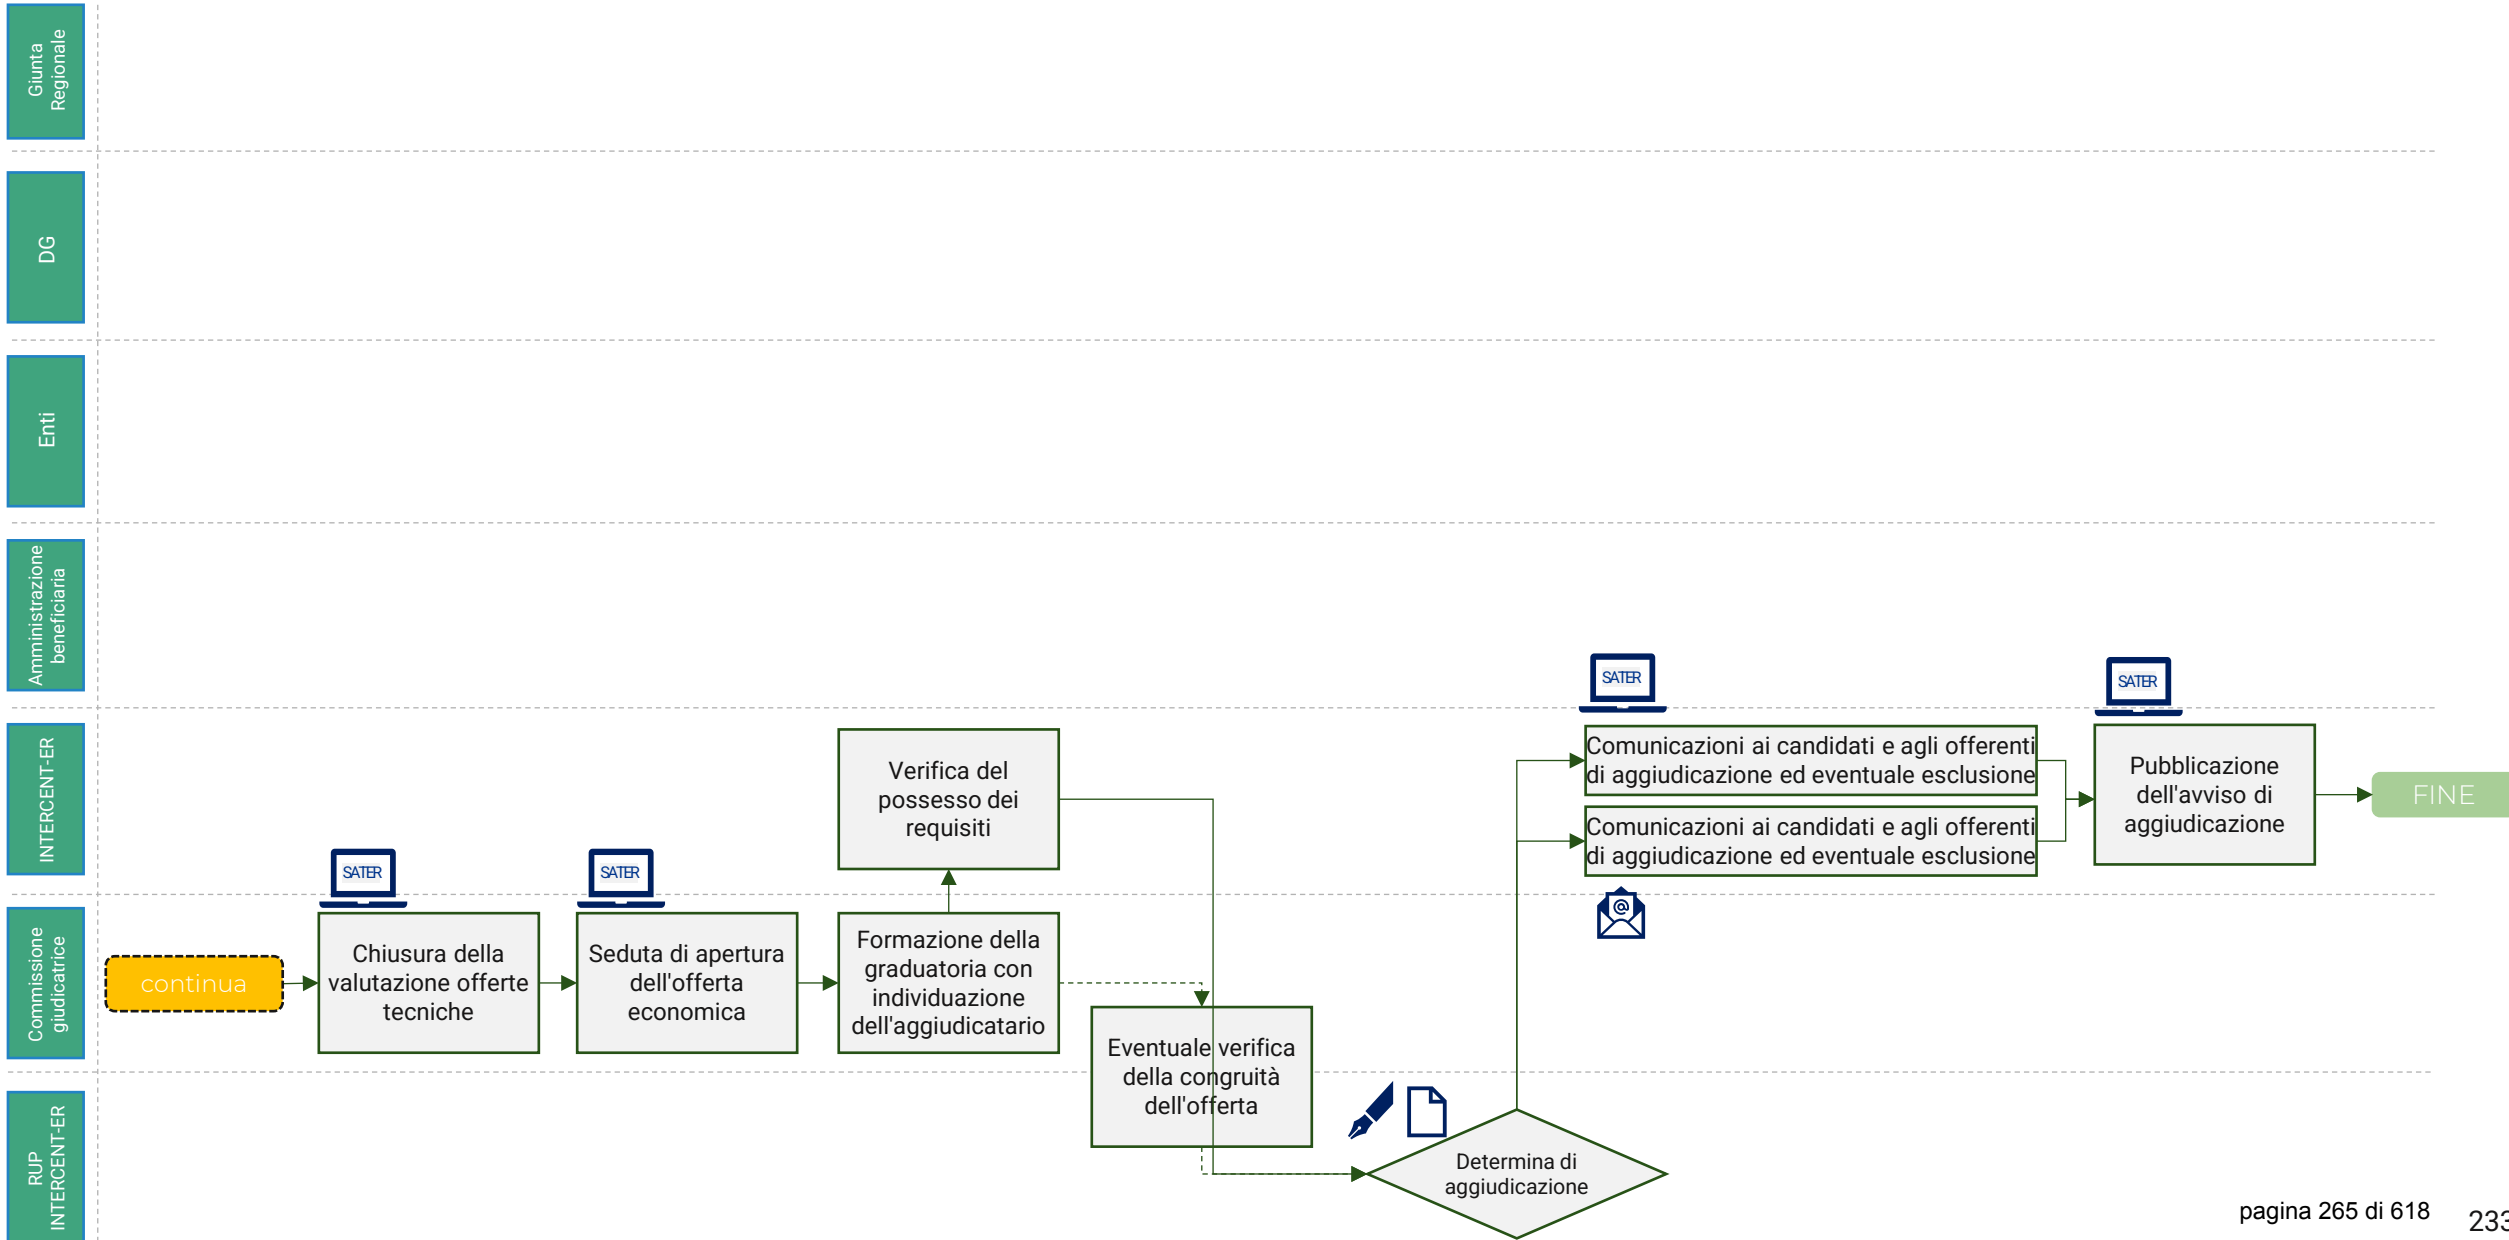 Giunta
Regionale
DG
Enti
Amministrazione
beneficiaria
INTERCENT-ER
Commissione
giudicatrice
RUP
INTERCENT-ER
continua
SATER
Chiusura della
valutazione offerte
tecniche
SATER
Seduta di apertura
dell'offerta
economica
Verifica del
possesso dei
requisiti
Formazione della
graduatoria con
individuazione
dell'aggiudicatario
Eventuale verifica
della congruità
dell'offerta
Determina di
aggiudicazione
SATER
Comunicazioni ai candidati e agli offerenti
di aggiudicazione ed eventuale esclusione
Comunicazioni ai candidati e agli offerenti
di aggiudicazione ed eventuale esclusione
@
SATER
Pubblicazione
dell'avviso di
aggiudicazione
FINE
pagina 265 di 618
233